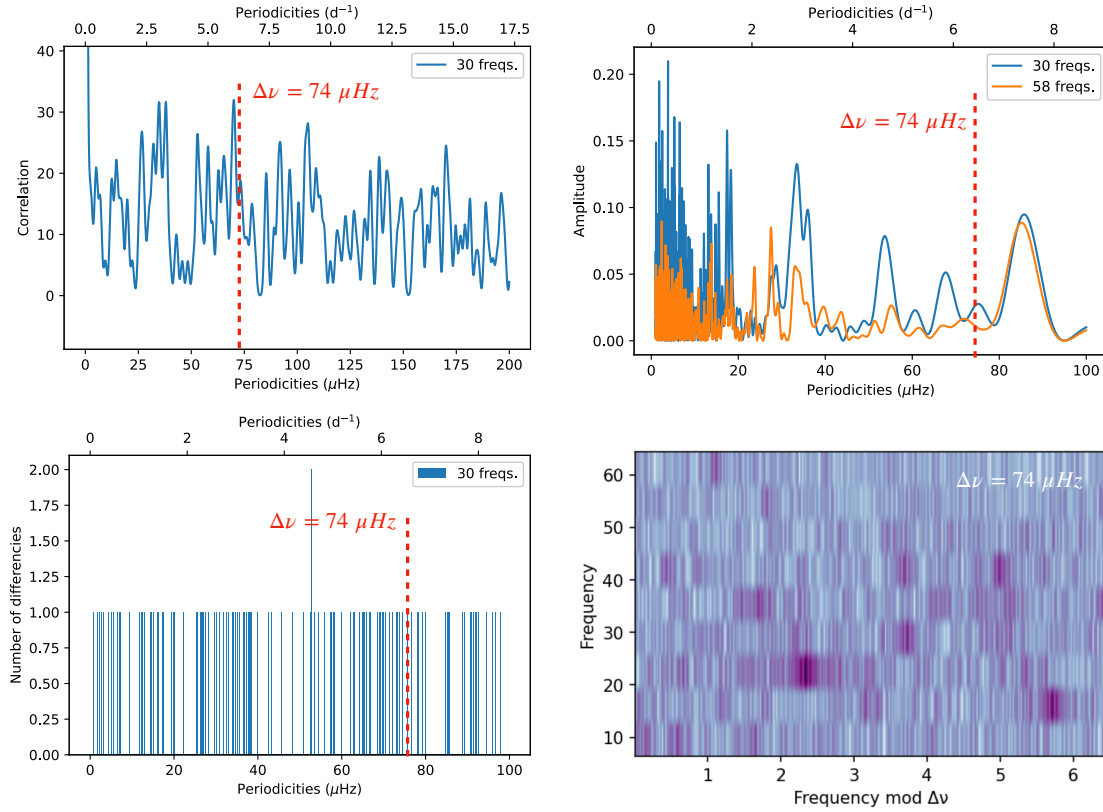 Periodicities (d⁻¹)
0.0 2.5 5.0 7.5 10.0 12.5 15.0 17.5
40
30
20
10
0
Correlation
30 freqs.
Δν = 74 μHz
0 25 50 75 100 125 150 175 200
Periodicities (μHz)
Periodicities (d⁻¹)
0 2 4 6 8
0.20
0.15
0.10
0.05
0.00
Amplitude
30 freqs.
58 freqs.
Δν = 74 μHz
0 20 40 60 80 100
Periodicities (μHz)
Periodicities (d⁻¹)
0 2 4 6 8
2.00
1.75
1.50
1.25
1.00
0.75
0.50
0.25
0.00
Number of differencies
30 freqs.
Δν = 74 μHz
0 20 40 60 80 100
Periodicities (μHz)
60
50
40
30
20
10
Frequency
Δν = 74 μHz
1 2 3 4 5 6
Frequency mod Δν